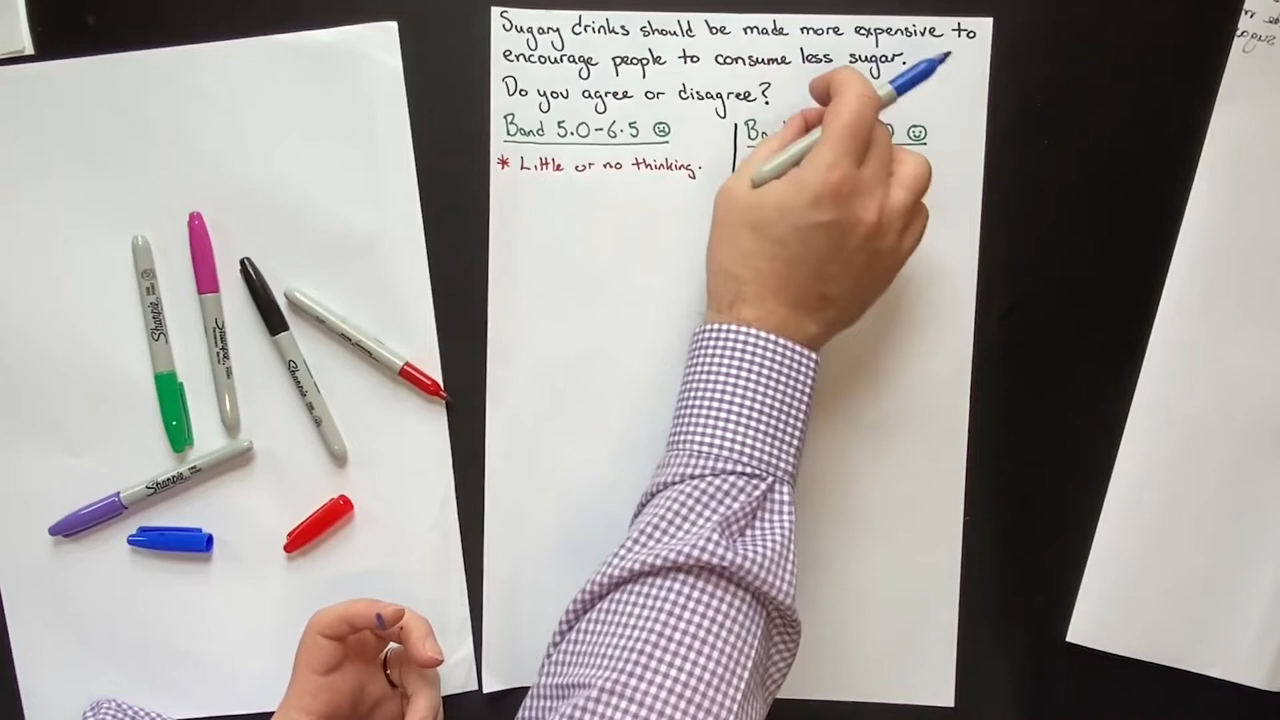 Sugary drinks should be made more expensive to
encourage people to consume less sugar.
Do you agree or disagree?
Band 5.0-6.5 ☹
* Little or no thinking.
☺
Sharpie
Sharpie
Sharpie
Sharpie